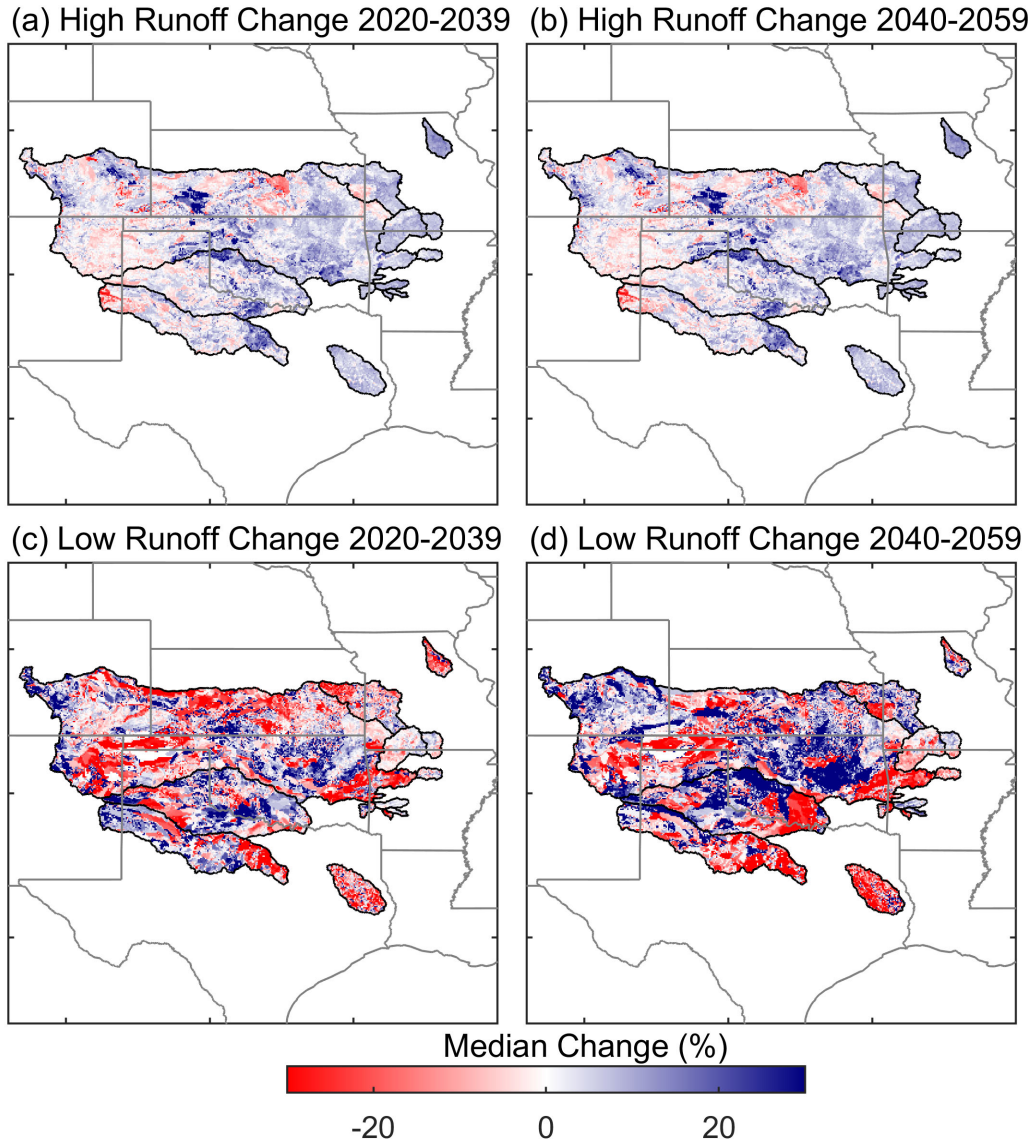 (a) High Runoff Change 2020-2039
(b) High Runoff Change 2040-2059
(c) Low Runoff Change 2020-2039
(d) Low Runoff Change 2040-2059
Median Change (%)
-20 0 20